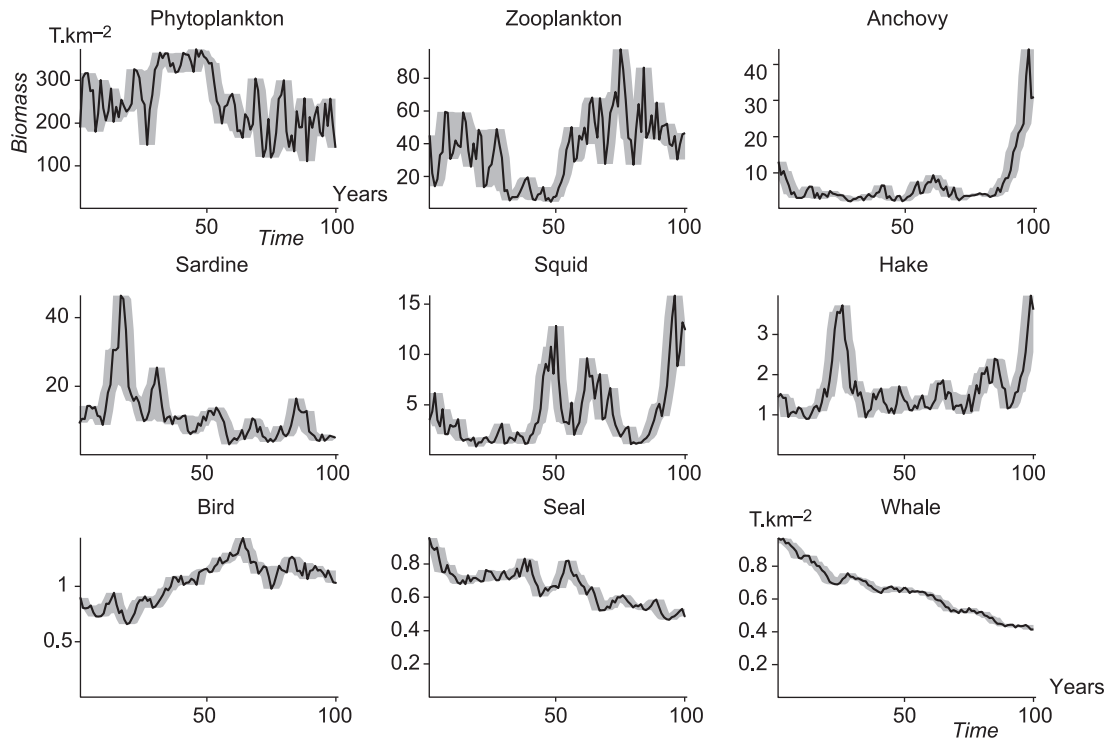 Phytoplankton
T.km–2
Biomass
300
200
100
Years
50
100
Time
Zooplankton
80
60
40
20
50
100
Anchovy
40
30
20
10
50
100
Sardine
40
20
50
100
Squid
15
10
5
50
100
Hake
3
2
1
50
100
Bird
1
0.5
50
100
Seal
0.8
0.6
0.4
0.2
50
100
Whale
T.km–2
0.8
0.6
0.4
0.2
Years
50
100
Time